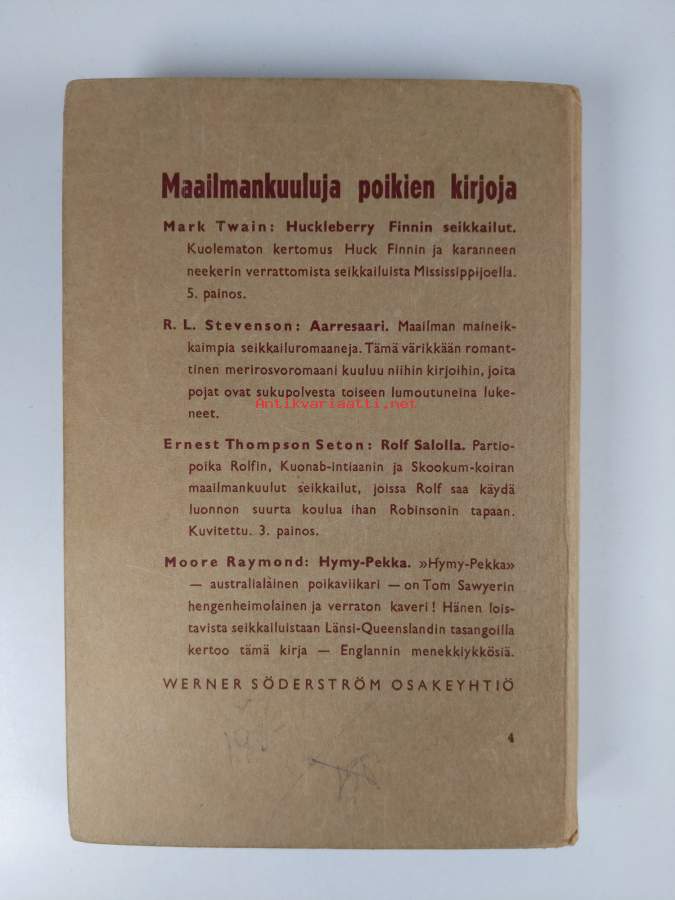 Maailmankuuluja poikien kirjoja
Mark Twain: Huckleberry Finnin seikkailut.
Kuolematon kertomus Huck Finnin ja karanneen
neekerin verrattomista seikkailuista Mississippijoella.
5. painos.
R. L. Stevenson: Aarresaari. Maailman maineik-
kaimpia seikkailuromaaneja. Tämä värikkään romant-
tinen merirosvoromaani kuuluu niihin kirjoihin, joita
pojat ovat sukupolvesta toiseen lumoutuneina luke-
Antikvariaatti.net
neet.
Ernest Thompson Seton: Rolf Salolla. Partio-
poika Rolfin, Kuonab-intiaanin ja Skookum-koiran
maailmankuulut seikkailut, joissa Rolf saa käydä
luonnon suurta koulua ihan Robinsonin tapaan.
Kuvitettu. 3. painos.
Moore Raymond: Hymy-Pekka. »Hymy-Pekka»
— australialainen poikaviikari — on Tom Sawyerin
hengenheimolainen ja verraton kaveri! Hänen lois-
tavista seikkailuistaan Länsi-Queenslandin tasangoilla
kertoo tämä kirja — Englannin menekkiykkösiä.
WERNER SÖDERSTRÖM OSAKEYHTIÖ
4